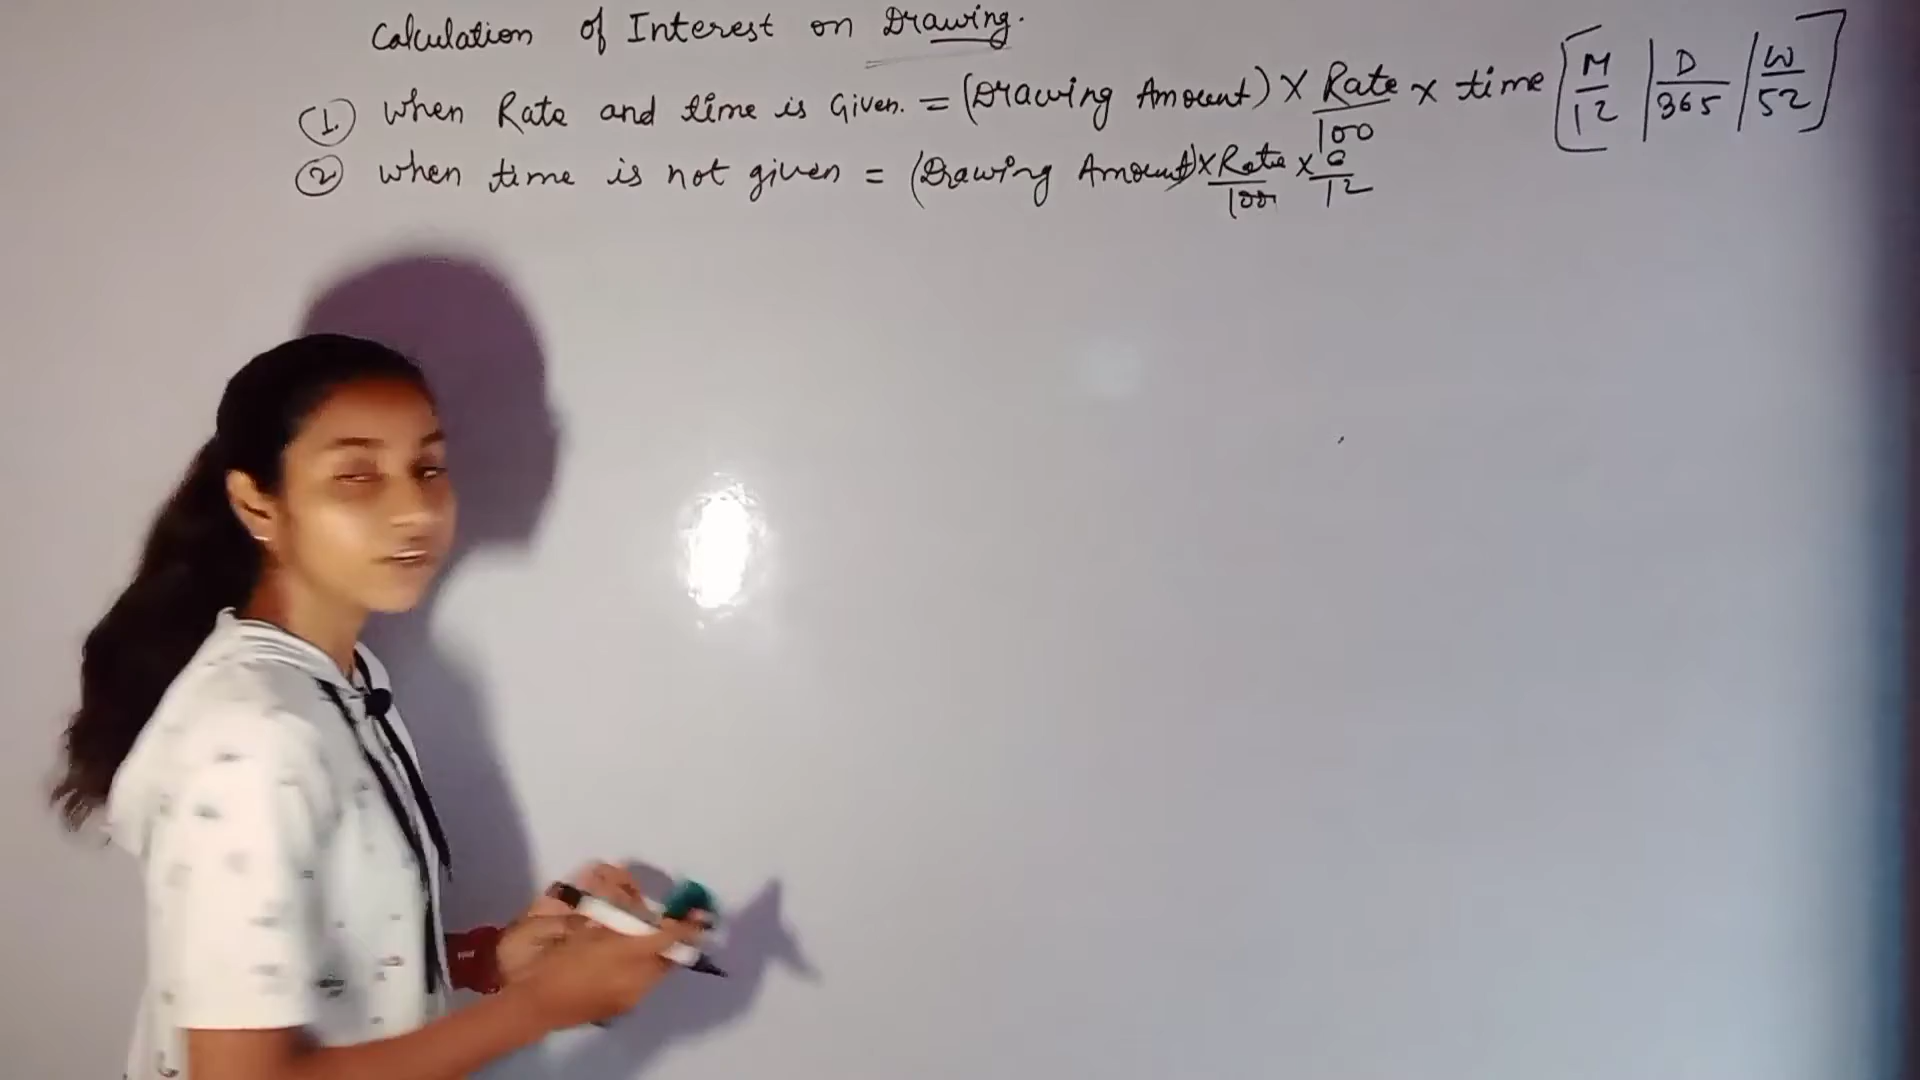 Calculation of Interest on Drawing.
1. when Rate and time is Given. = (Drawing Amount) × Rate/100 × time [M/12 | D/365 | W/52]
2 when time is not given = (Drawing Amount) × Rate/100 × 6/12